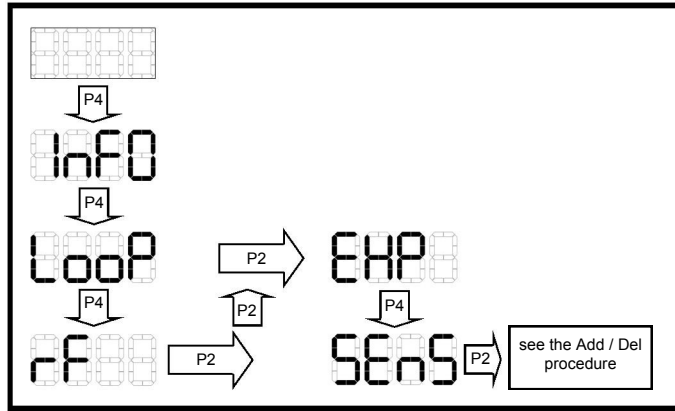 P4
InFO
P4
LooP
P2
EHP
P4
P2
P4
rF
P2
SEnS
P2
see the Add / Del
procedure